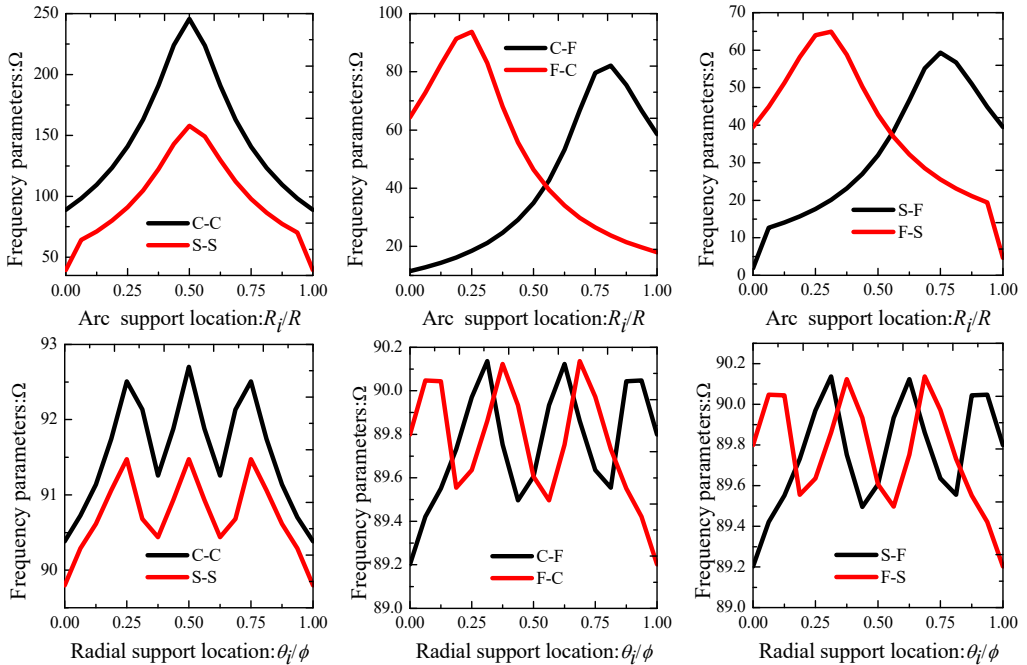 Frequency parameters:Ω
250
200
150
100
50
C-C
S-S
0.00 0.25 0.50 0.75 1.00
Arc support location:R_i/R
Frequency parameters:Ω
100
80
60
40
20
C-F
F-C
0.00 0.25 0.50 0.75 1.00
Arc support location:R_i/R
Frequency parameters:Ω
70
60
50
40
30
20
10
0
S-F
F-S
0.00 0.25 0.50 0.75 1.00
Arc support location:R_i/R
Frequency parameters:Ω
93
92
91
90
C-C
S-S
0.00 0.25 0.50 0.75 1.00
Radial support location:θ_i/ϕ
Frequency parameters:Ω
90.2
90.0
89.8
89.6
89.4
89.2
89.0
C-F
F-C
0.00 0.25 0.50 0.75 1.00
Radial support location:θ_i/ϕ
Frequency parameters:Ω
90.2
90.0
89.8
89.6
89.4
89.2
89.0
S-F
F-S
0.00 0.25 0.50 0.75 1.00
Radial support location:θ_i/ϕ